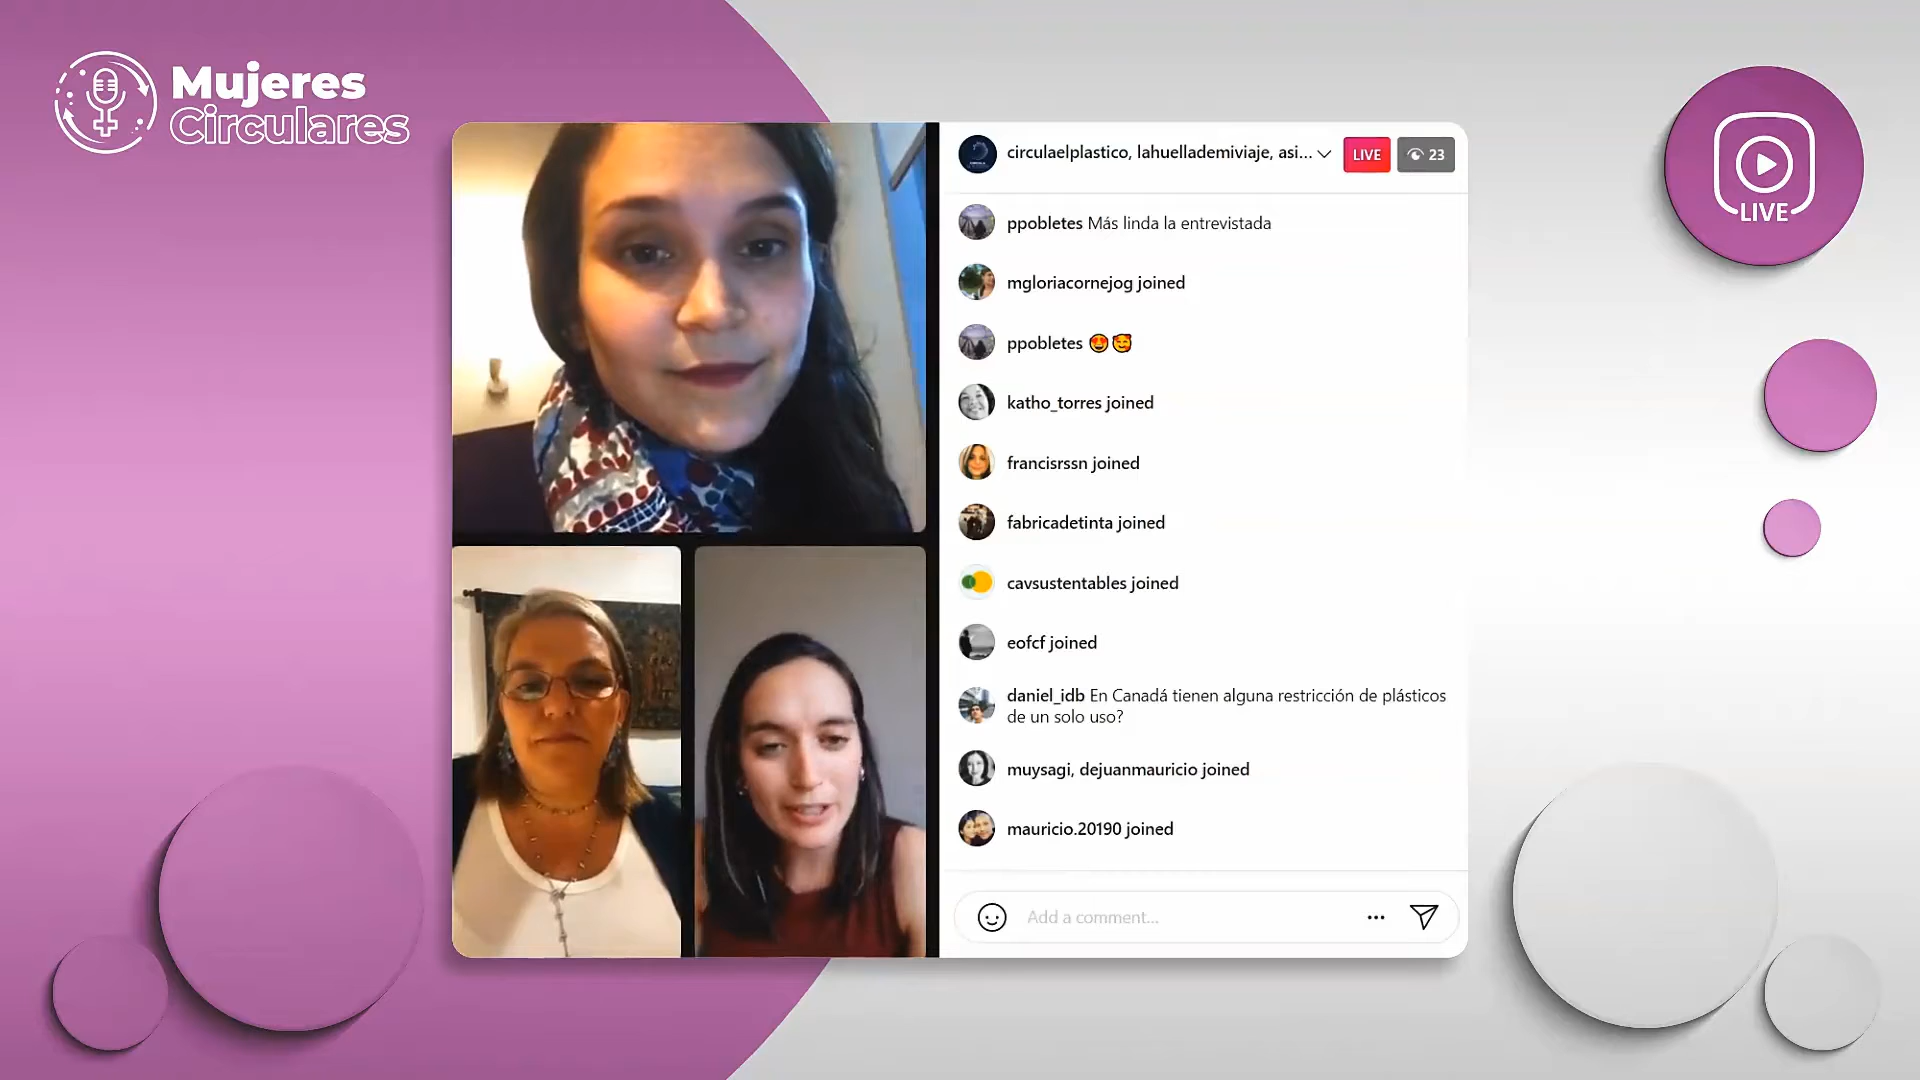 Mujeres
Circulares
circulaelplastico, lahuellademiviaje, asi...
LIVE
23
LIVE
ppobletes Más linda la entrevistada
mgloriacornejog joined
ppobletes 😍🥰
katho_torres joined
francisrssn joined
fabricadetinta joined
cavsustentables joined
eofcf joined
daniel_idb En Canadá tienen alguna restricción de plásticos
de un solo uso?
muysagi, dejuanmauricio joined
mauricio.20190 joined
Add a comment...